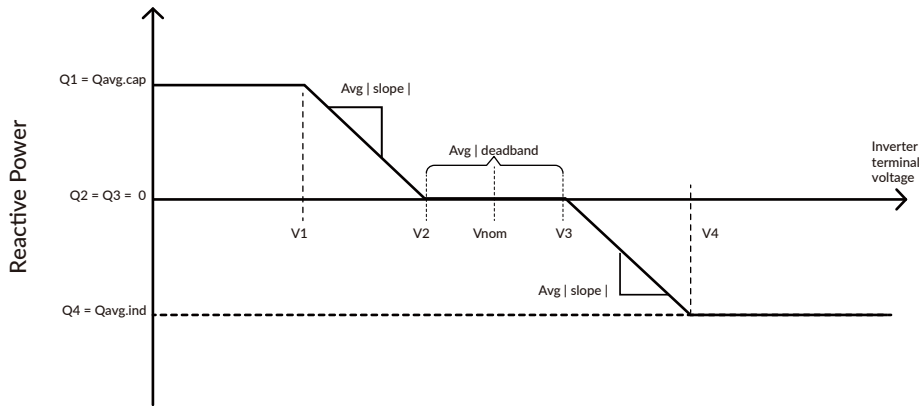 Q1 = Qavg.cap
Avg | slope |
Avg | deadband
Inverter
terminal
voltage
Reactive Power
Q2 = Q3 = 0
V1
V2
Vnom
V3
V4
Avg | slope |
Q4 = Qavg.ind